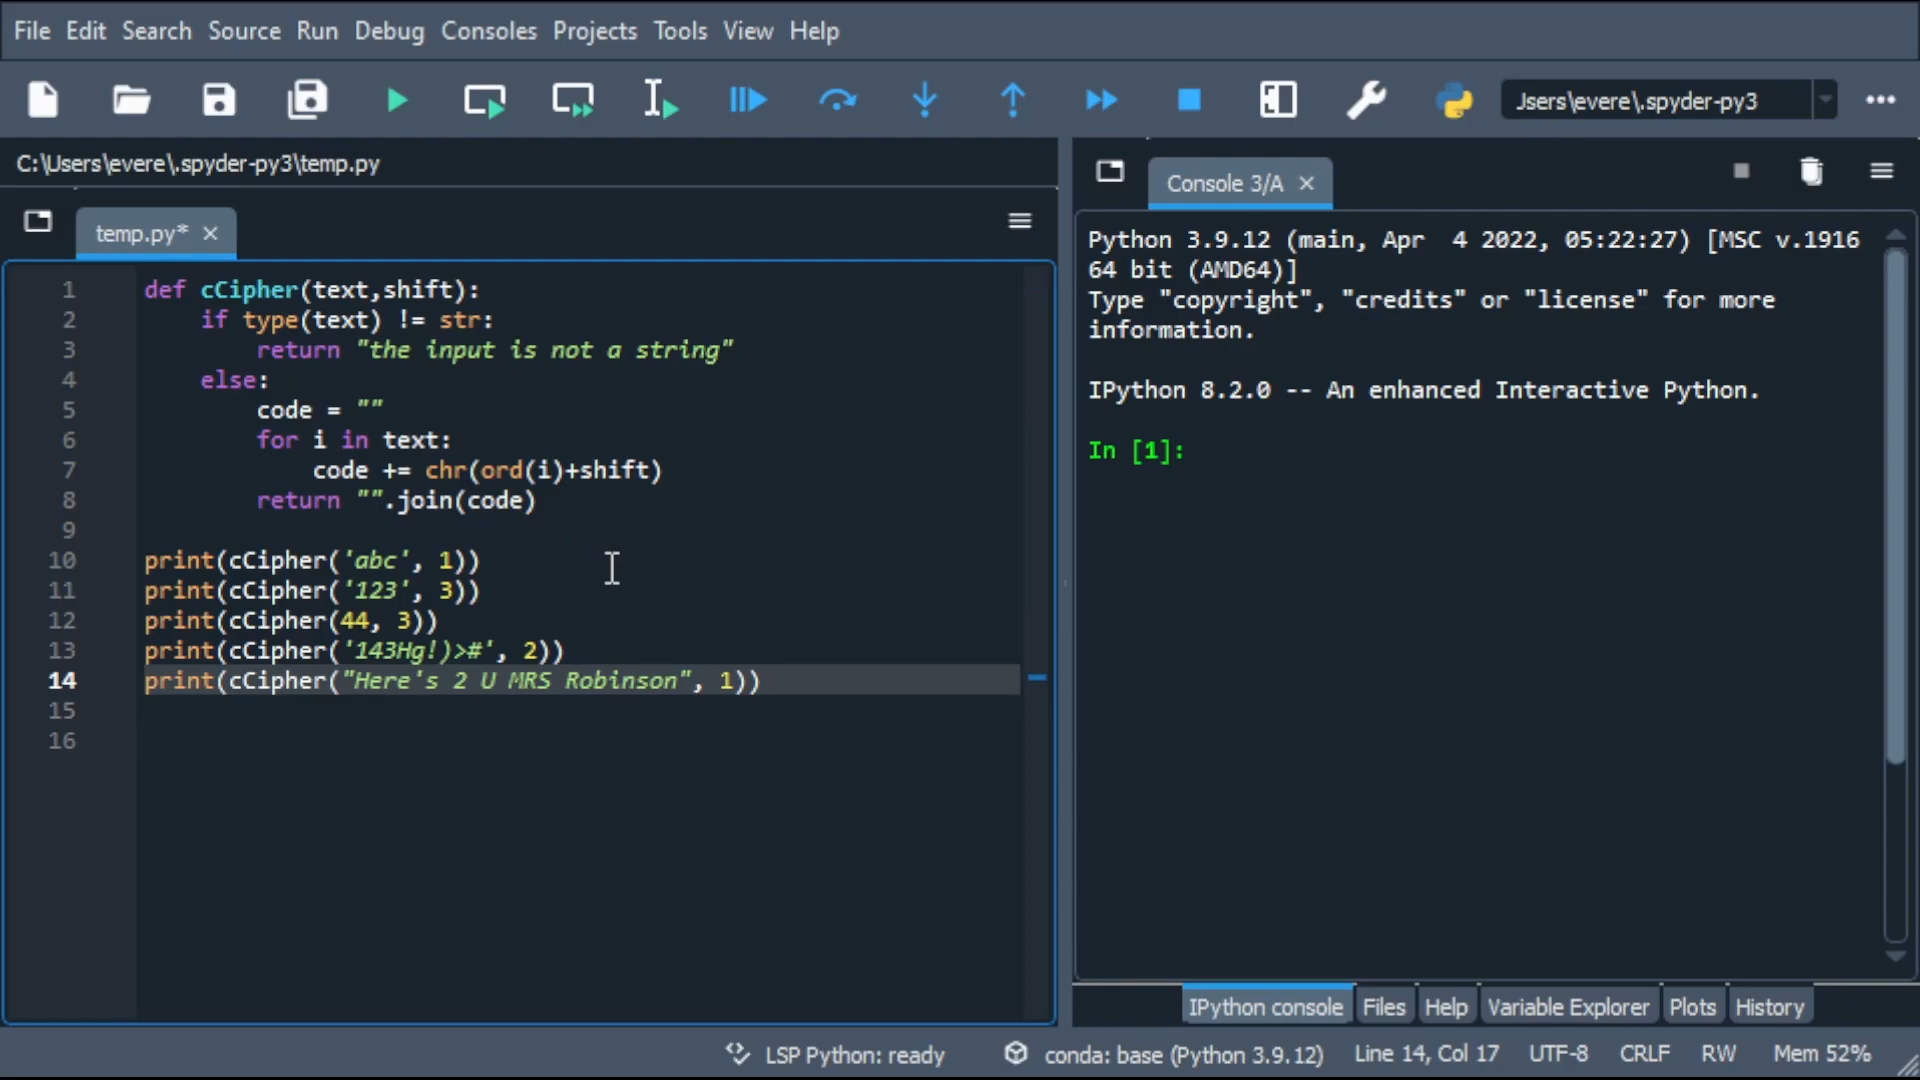 File Edit Search Source Run Debug Consoles Projects Tools View Help
Jsers\evere\.spyder-py3
C:\Users\evere\.spyder-py3\temp.py
temp.py*
1 def cCipher(text,shift):
2 if type(text) != str:
3 return "the input is not a string"
4 else:
5 code = ""
6 for i in text:
7 code += chr(ord(i)+shift)
8 return "".join(code)
9
10 print(cCipher('abc', 1))
11 print(cCipher('123', 3))
12 print(cCipher(44, 3))
13 print(cCipher('143Hg!)>#', 2))
14 print(cCipher("Here's 2 U MRS Robinson", 1))
15
16
Console 3/A
Python 3.9.12 (main, Apr  4 2022, 05:22:27) [MSC v.1916
64 bit (AMD64)]
Type "copyright", "credits" or "license" for more
information.
IPython 8.2.0 -- An enhanced Interactive Python.
In [1]:
IPython console Files Help Variable Explorer Plots History
LSP Python: ready conda: base (Python 3.9.12) Line 14, Col 17 UTF-8 CRLF RW Mem 52%